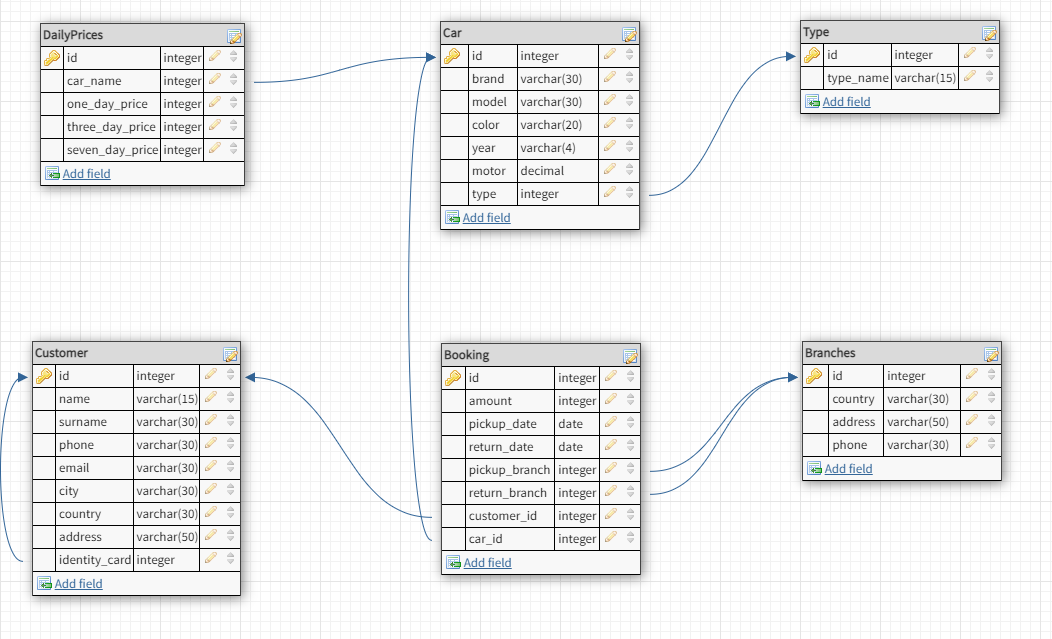 DailyPrices
id integer
car_name integer
one_day_price integer
three_day_price integer
seven_day_price integer
Add field
Car
id integer
brand varchar(30)
model varchar(30)
color varchar(20)
year varchar(4)
motor decimal
type integer
Add field
Type
id integer
type_name varchar(15)
Add field
Customer
id integer
name varchar(15)
surname varchar(30)
phone varchar(30)
email varchar(30)
city varchar(30)
country varchar(30)
address varchar(50)
identity_card integer
Add field
Booking
id integer
amount integer
pickup_date date
return_date date
pickup_branch integer
return_branch integer
customer_id integer
car_id integer
Add field
Branches
id integer
country varchar(30)
address varchar(50)
phone varchar(30)
Add field